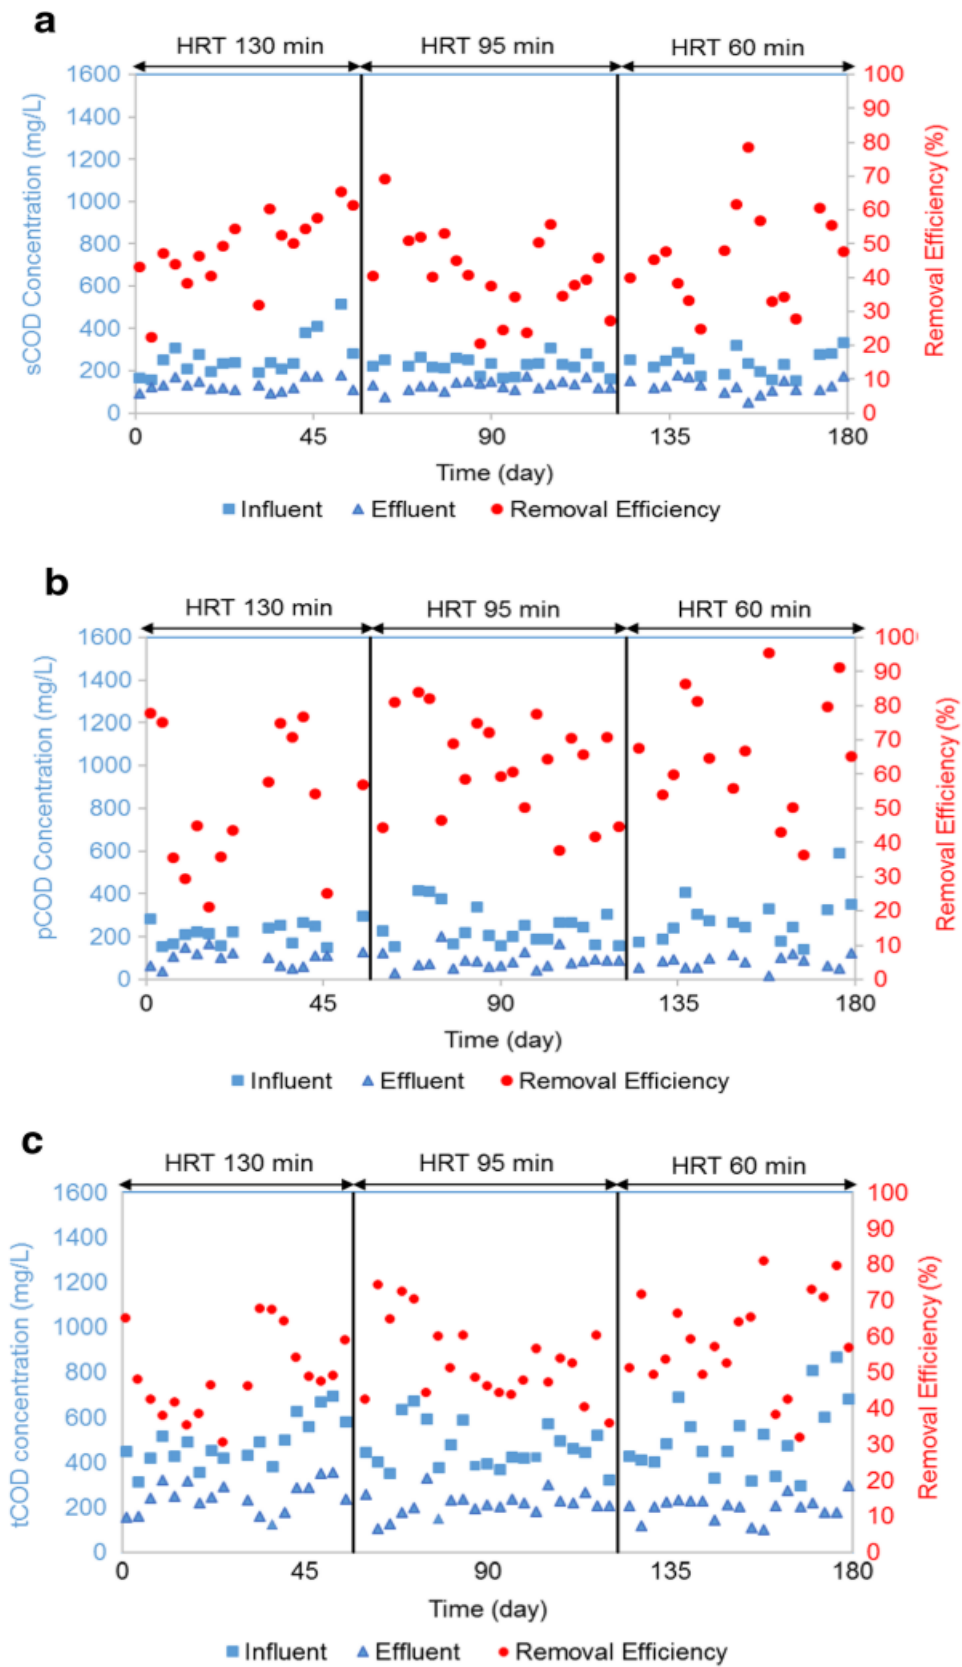 a
HRT 130 min HRT 95 min HRT 60 min
1600 100
1400 90
1200 80
1000 70
800 60
600 50
400 40
200 30
0 20
10
0
sCOD Concentration (mg/L)
Removal Efficiency (%)
0 45 90 135 180
Time (day)
Influent Effluent Removal Efficiency
b
HRT 130 min HRT 95 min HRT 60 min
1600 100
1400 90
1200 80
1000 70
800 60
600 50
400 40
200 30
0 20
10
0
pCOD Concentration (mg/L)
Removal Efficiency (%)
0 45 90 135 180
Time (day)
Influent Effluent Removal Efficiency
c
HRT 130 min HRT 95 min HRT 60 min
1600 100
1400 90
1200 80
1000 70
800 60
600 50
400 40
200 30
0 20
10
0
tCOD concentration (mg/L)
Removal Efficiency (%)
0 45 90 135 180
Time (day)
Influent Effluent Removal Efficiency